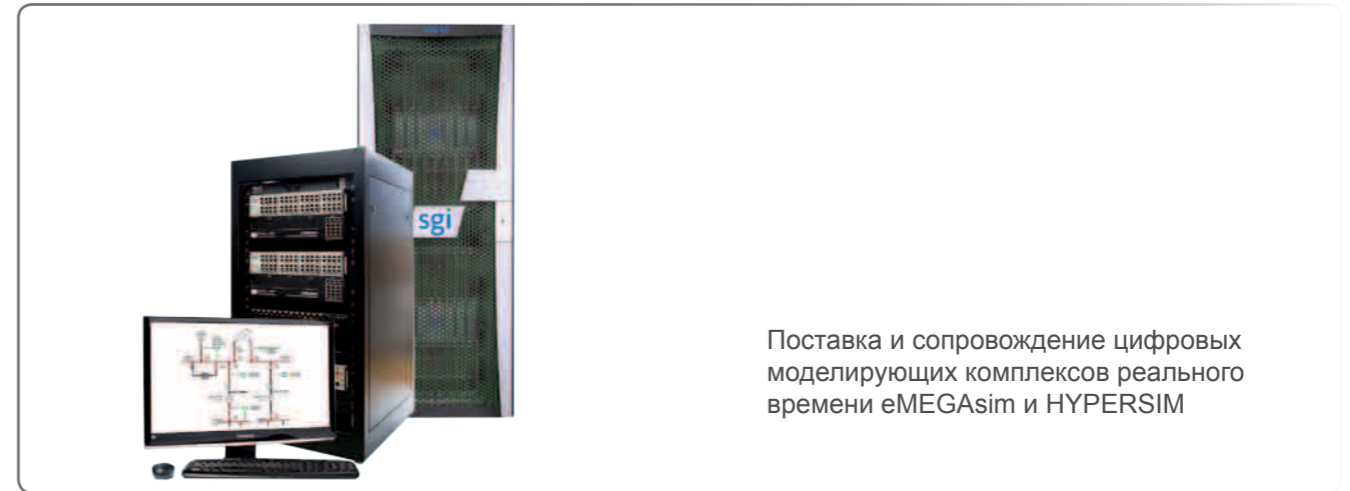 sgi
Поставка и сопровождение цифровых
моделирующих комплексов реального
времени eMEGAsim и HYPERSIM